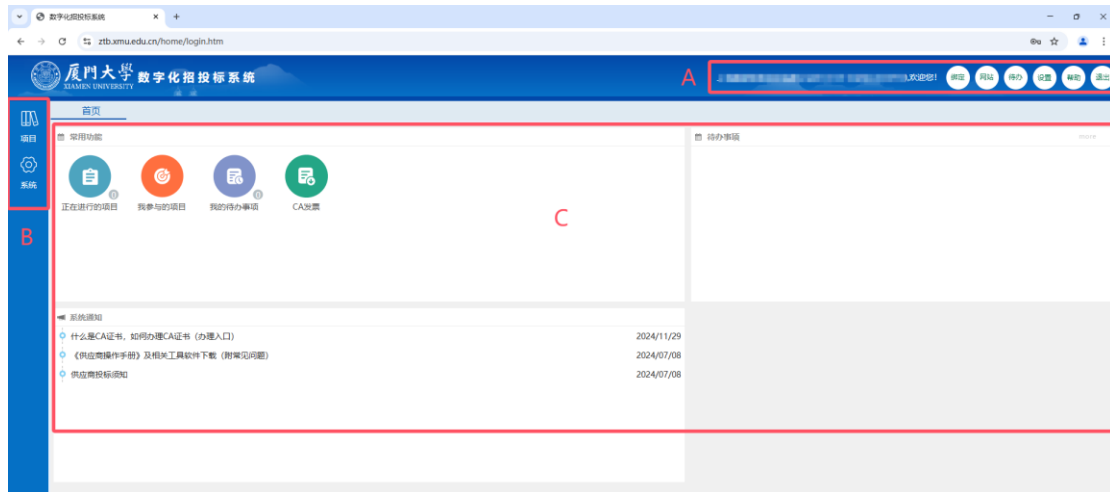 数字化招投标系统
ztb.xmu.edu.cn/home/login.htm
厦门大学
XIAMEN UNIVERSITY
数字化招投标系统
A
欢迎您!
绑定 网站 待办 设置 帮助 退出
项目
系统
B
首页
常用功能
0
0
正在进行的项目 我参与的项目 我的待办事项 CA发票
C
待办事项 more
系统通知
什么是CA证书，如何办理CA证书（办理入口） 2024/11/29
《供应商操作手册》及相关工具软件下载（附常见问题） 2024/07/08
供应商投标须知 2024/07/08